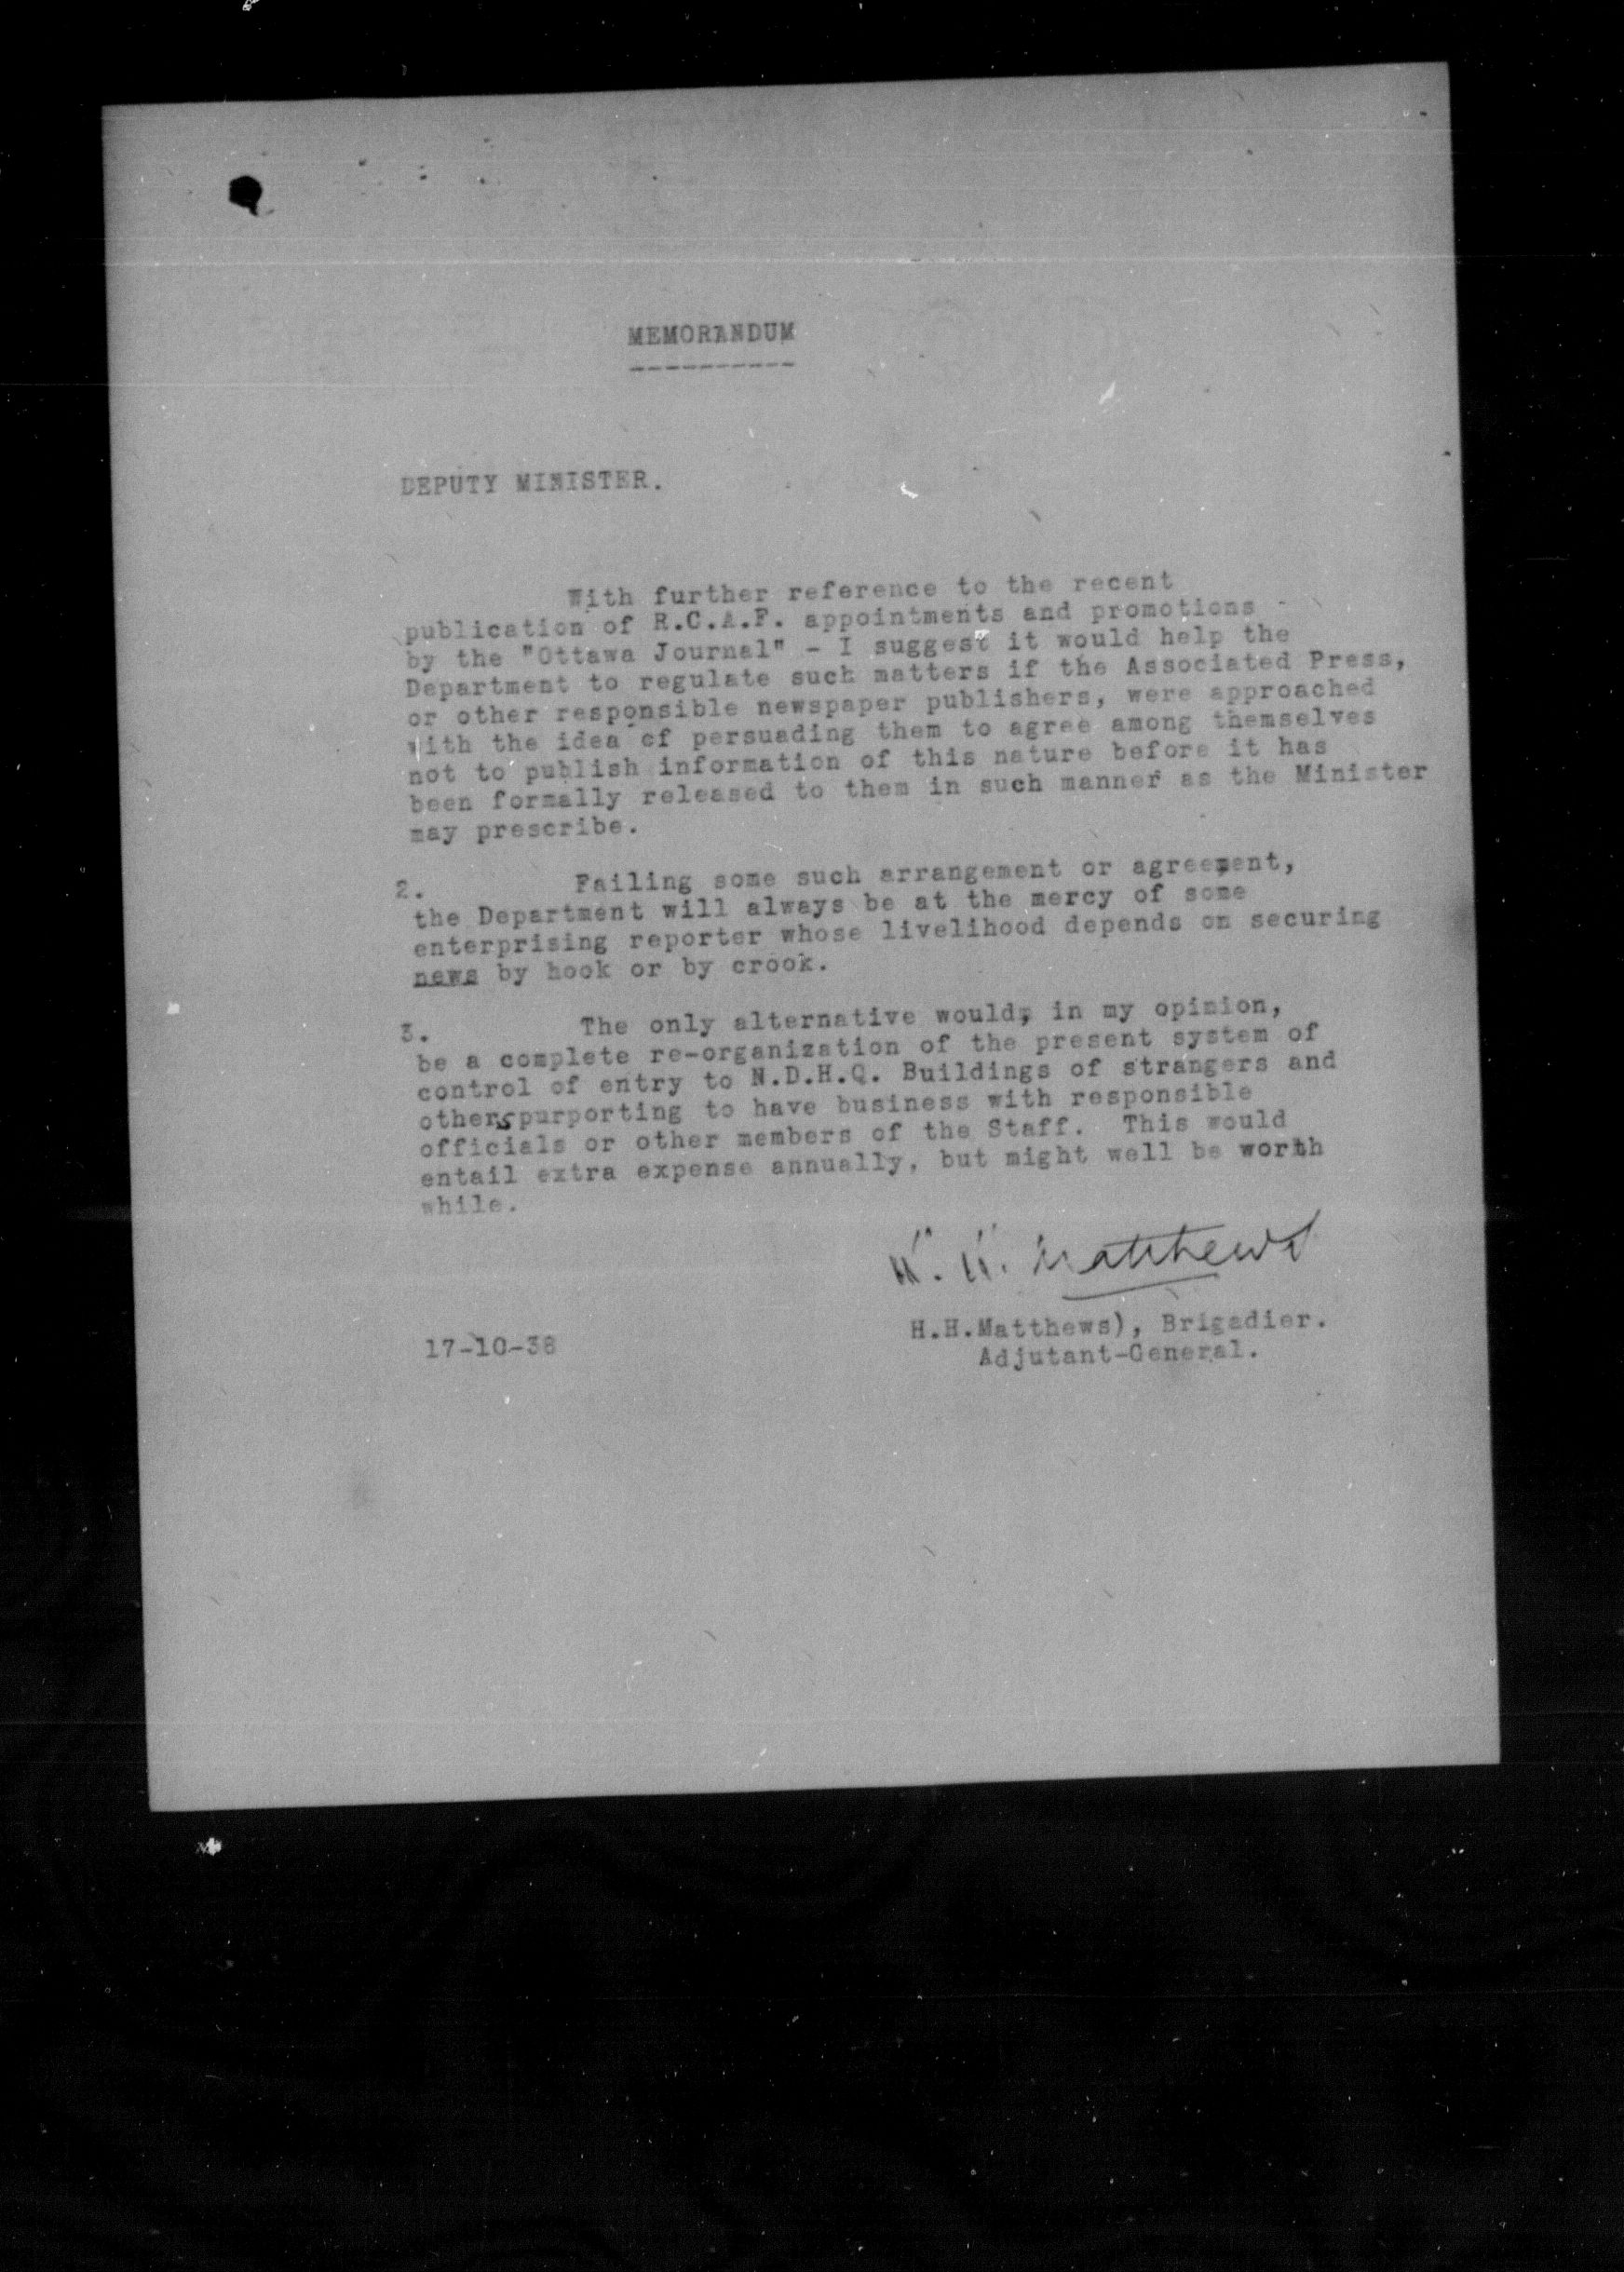 MEMORANDUM
----------
DEPUTY MINISTER.
With further reference to the recent
publication of R.C.A.F. appointments and promotions
by the "Ottawa Journal" - I suggest it would help the
Department to regulate such matters if the Associated Press,
or other responsible newspaper publishers, were approached
with the idea of persuading them to agree among themselves
not to publish information of this nature before it has
been formally released to them in such manner as the Minister
may prescribe.
2. Failing some such arrangement or agreement,
the Department will always be at the mercy of some
enterprising reporter whose livelihood depends on securing
news by hook or by crook.
3. The only alternative would, in my opinion,
be a complete re-organization of the present system of
control of entry to N.D.H.Q. Buildings of strangers and
others purporting to have business with responsible
officials or other members of the Staff. This would
entail extra expense annually, but might well be worth
while.
H. H. Matthews
H.H.Matthews), Brigadier.
17-10-38
Adjutant-General.